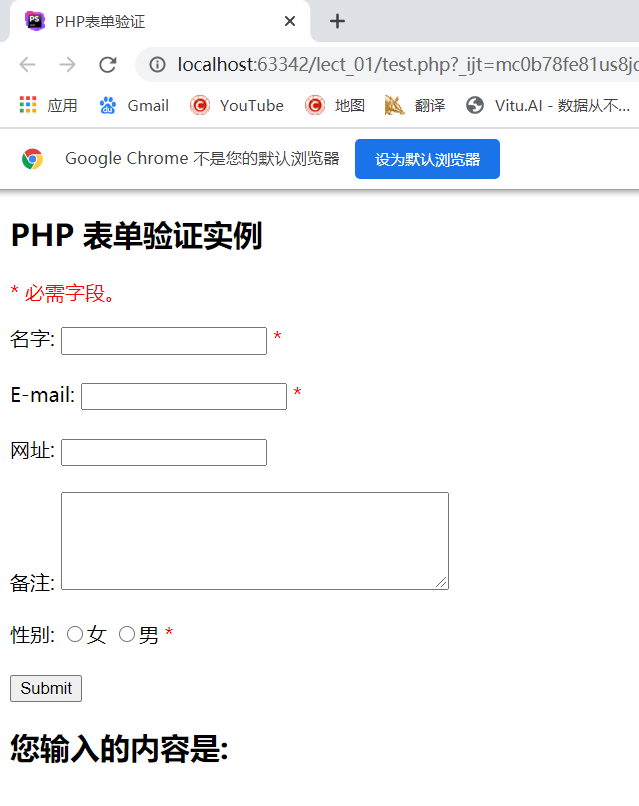 PHP表单验证
localhost:63342/lect_01/test.php?_ijt=mc0b78fe81us8jc
应用 Gmail YouTube 地图 翻译 Vitu.AI - 数据从不...
Google Chrome 不是您的默认浏览器 设为默认浏览器
PHP 表单验证实例
* 必需字段。
名字: *
E-mail: *
网址:
备注:
性别: 女 男 *
Submit
您输入的内容是: